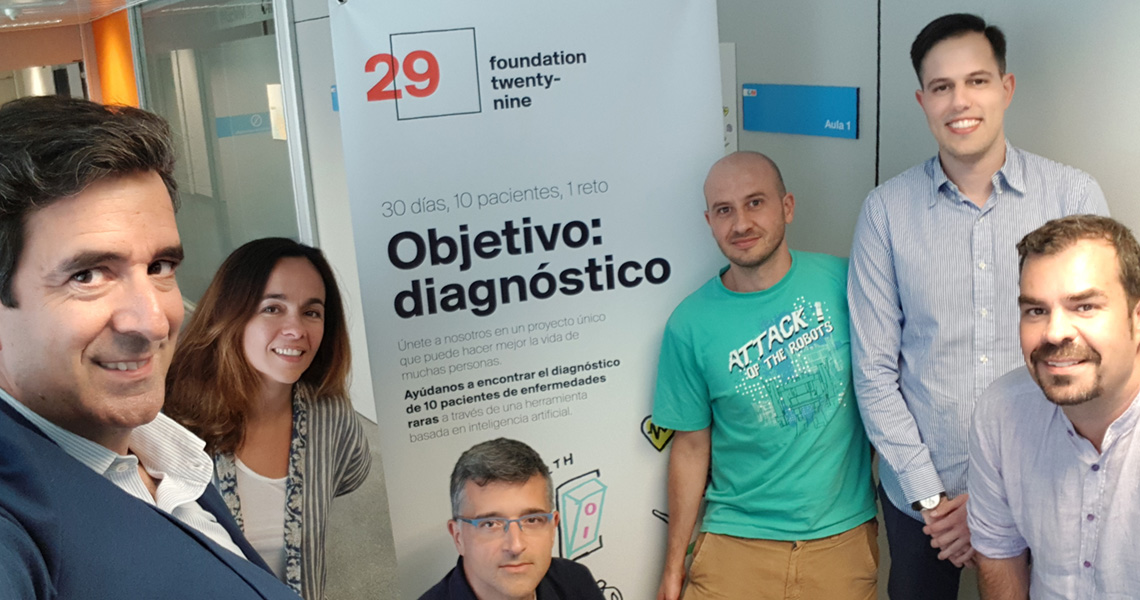 29
foundation
twenty-
nine
30 días, 10 pacientes, 1 reto
Objetivo:
diagnóstico
Únete a nosotros en un proyecto único
que puede hacer mejor la vida de
muchas personas.
Ayúdanos a encontrar el diagnóstico
de 10 pacientes de enfermedades
raras a través de una herramienta
basada en inteligencia artificial.
Aula 1
ATTACK!
OF THE ROBOTS